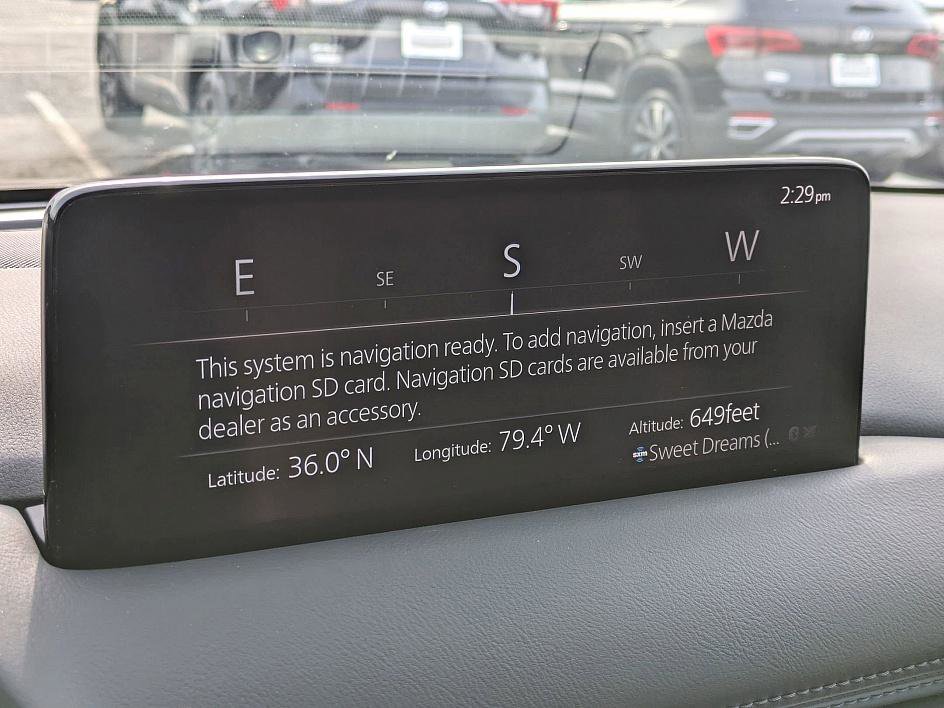 2:29pm
E SE S SW W
This system is navigation ready. To add navigation, insert a Mazda
navigation SD card. Navigation SD cards are available from your
dealer as an accessory.
Latitude: 36.0° N Longitude: 79.4° W Altitude: 649feet
sxm Sweet Dreams (...